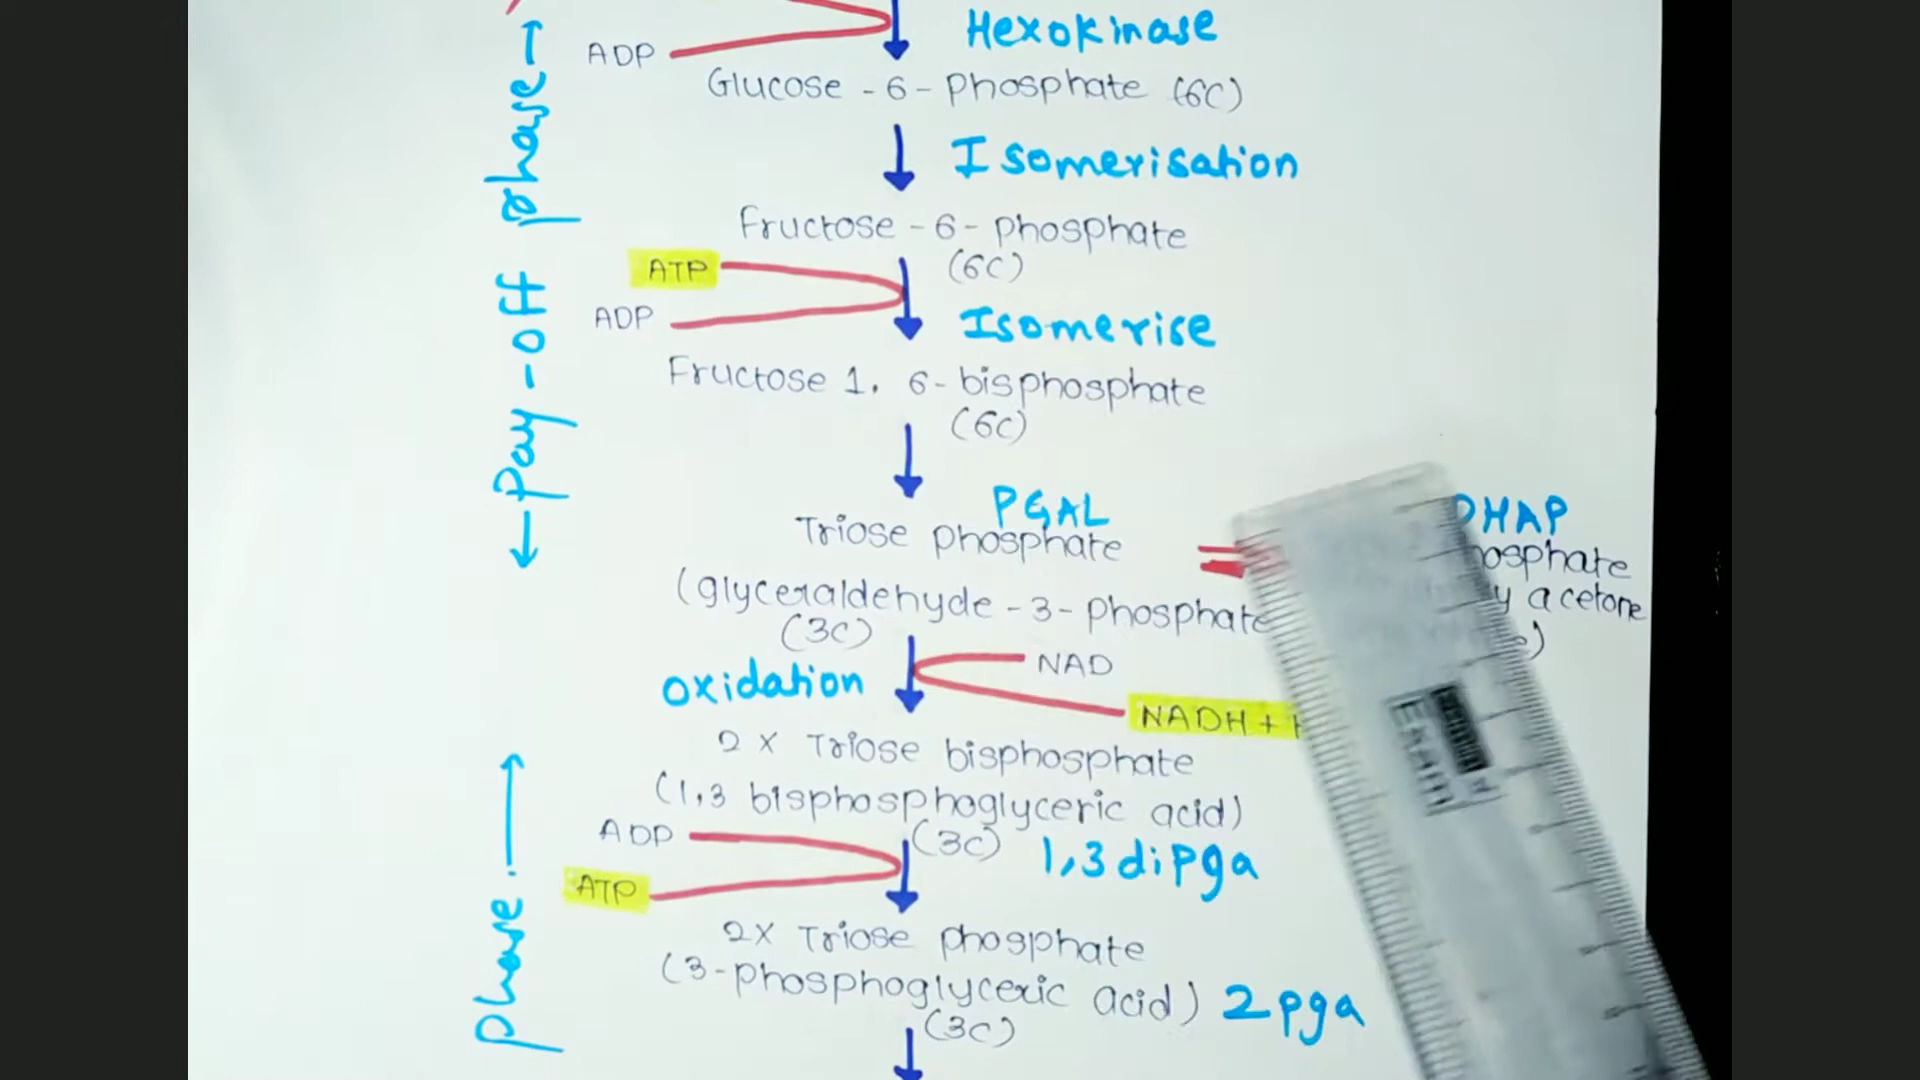 Hexokinase
ADP
Glucose - 6 - Phosphate (6C)
Isomerisation
Fructose - 6 - Phosphate
(6C)
ATP
ADP
Isomerise
Fructose 1, 6 - bisphosphate
(6C)
← Pay-off phase →
PGAL
DHAP
Triose Phosphate
acetone
(glyceraldehyde - 3 - Phosphate
(3C)
NAD
oxidation
NADH +
2 x Triose bisphosphate
(1,3 bisphosphoglyceric acid)
ADP
(3C)
1,3 dipga
ATP
2x Triose phosphate
(3-phosphoglyceric acid) 2pga
(3C)
phase →